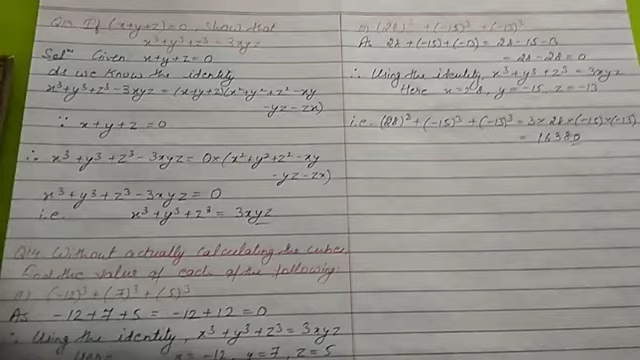 Q13 If (x+y+z)=0, Show that
x³+y³+z³=3xyz
Solⁿ Given x+y+z=0
As we know the identity
x³+y³+z³-3xyz=(x+y+z)(x²+y²+z²-xy
-yz-zx)
∵ x+y+z=0
∴ x³+y³+z³-3xyz=0×(x²+y²+z²-xy
-yz-zx)
x³+y³+z³-3xyz=0
i.e. x³+y³+z³=3xyz
Q14 Without actually calculating the cubes,
find the value of each of the following:
(-12)³+(7)³+(5)³
As -12+7+5=-12+12=0
∴ Using the identity, x³+y³+z³=3xyz
Here x=-12, y=7, z=5
(28)³+(-15)³+(-13)³
As 28+(-15)+(-13)=28-15-13
=28-28=0
∴ Using the identity, x³+y³+z³=3xyz
Here x=28, y=-15, z=-13
i.e. (28)³+(-15)³+(-13)³=3×28×(-15)×(-13)
=16380